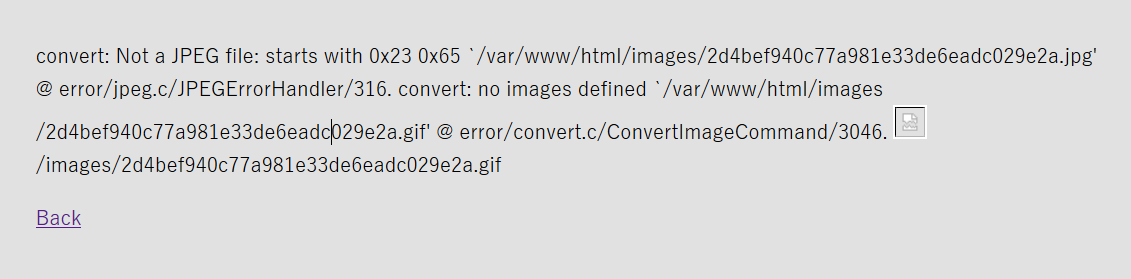 convert: Not a JPEG file: starts with 0x23 0x65 `/var/www/html/images/2d4bef940c77a981e33de6eadc029e2a.jpg'
@ error/jpeg.c/JPEGErrorHandler/316. convert: no images defined `/var/www/html/images
/2d4bef940c77a981e33de6eadc029e2a.gif' @ error/convert.c/ConvertImageCommand/3046.
/images/2d4bef940c77a981e33de6eadc029e2a.gif
Back